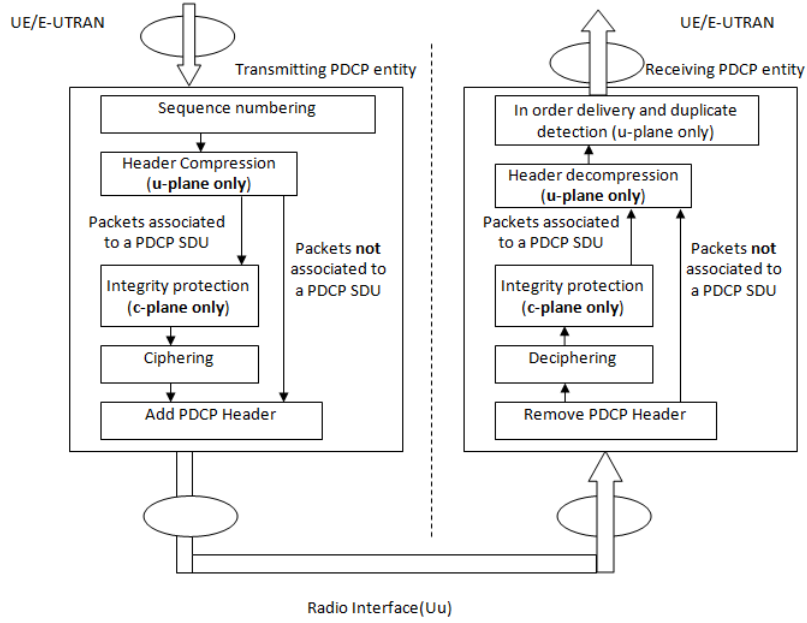 UE/E-UTRAN
Transmitting PDCP entity
Sequence numbering
Header Compression
(u-plane only)
Packets associated
to a PDCP SDU
Packets not
associated to
a PDCP SDU
Integrity protection
(c-plane only)
Ciphering
Add PDCP Header
UE/E-UTRAN
Receiving PDCP entity
In order delivery and duplicate
detection (u-plane only)
Header decompression
(u-plane only)
Packets associated
to a PDCP SDU
Packets not
associated to
a PDCP SDU
Integrity protection
(c-plane only)
Deciphering
Remove PDCP Header
Radio Interface(Uu)